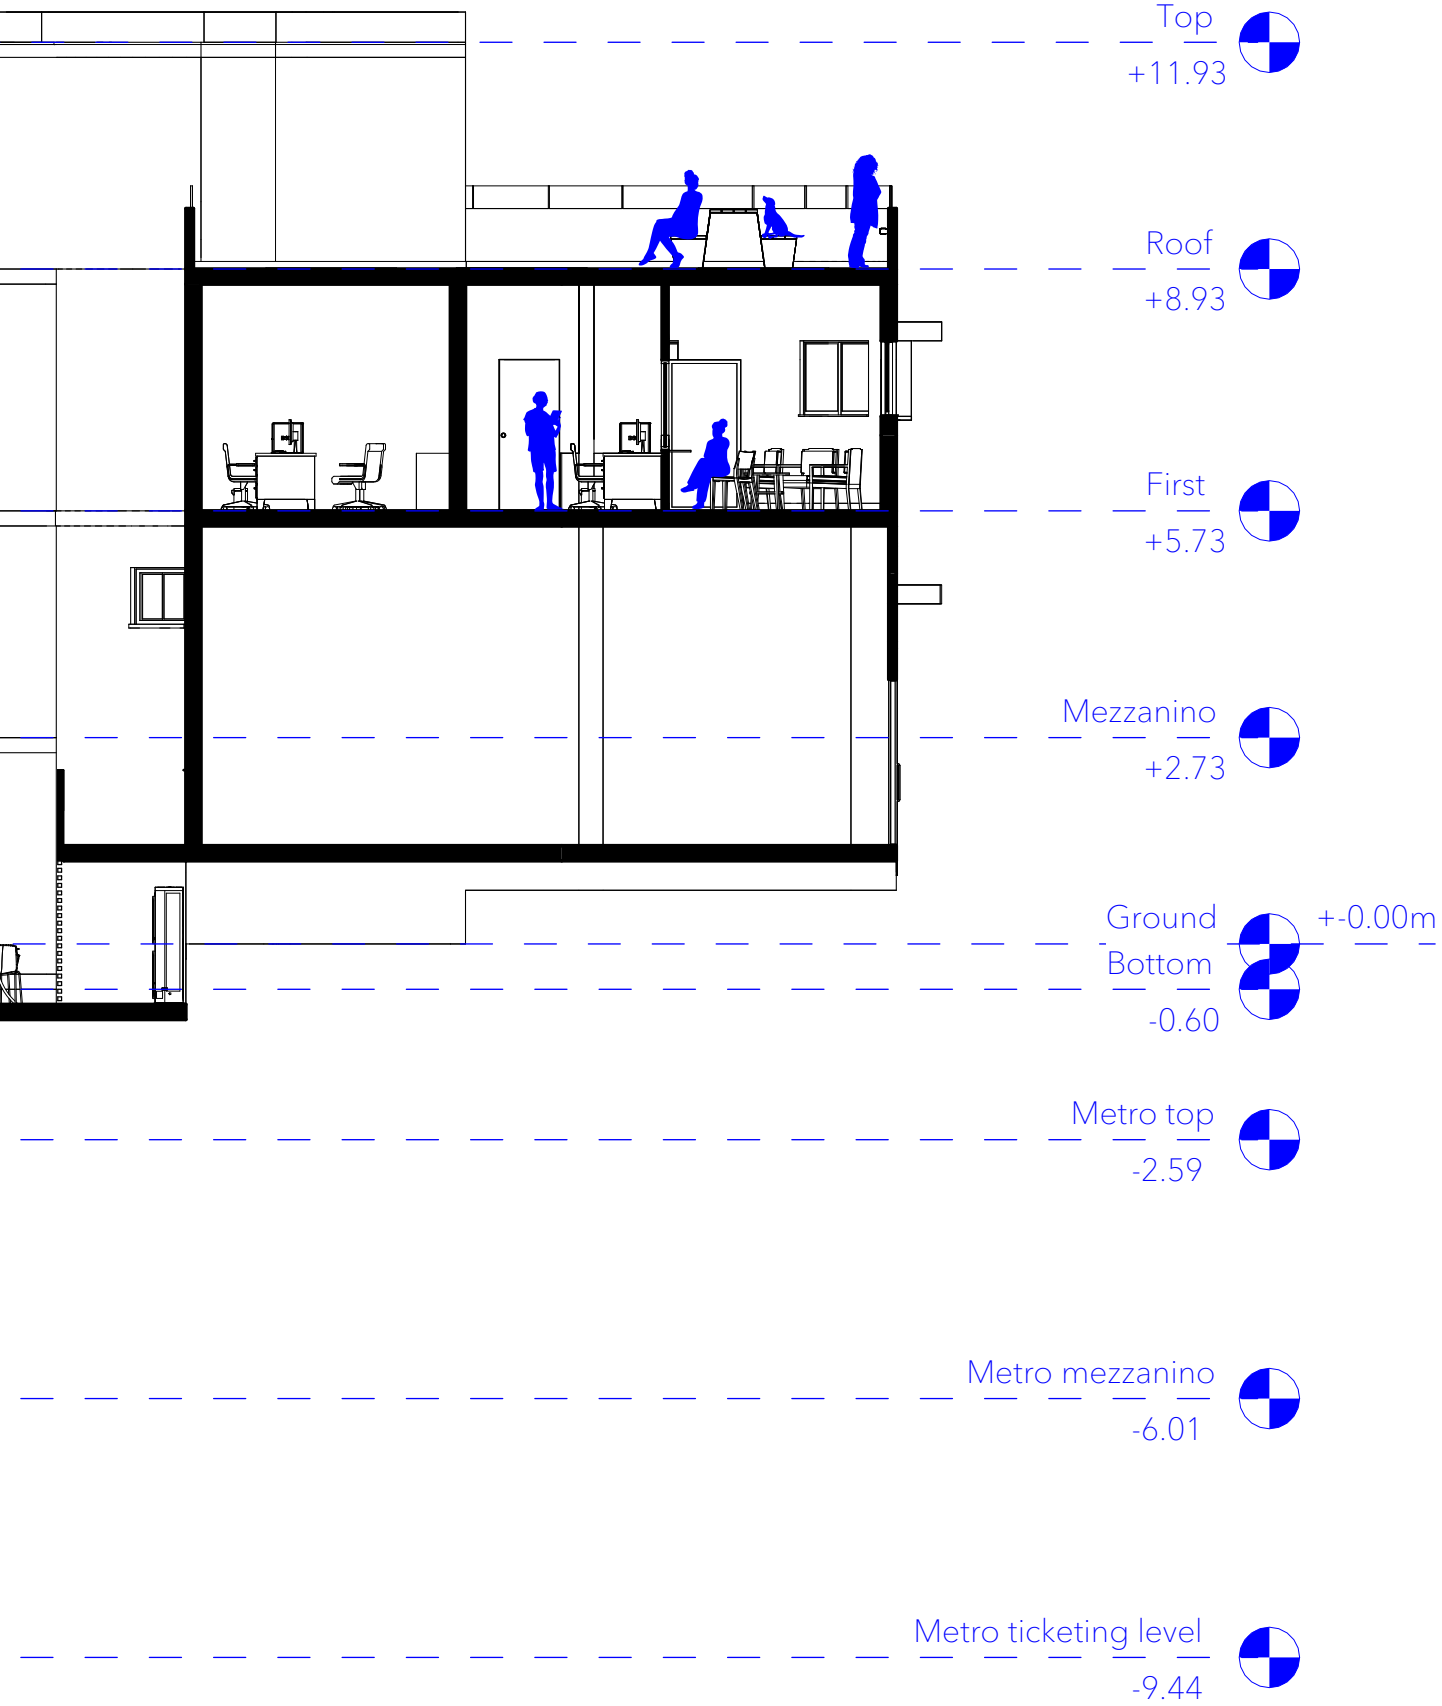 Top
+11.93
Roof
+8.93
First
+5.73
Mezzanino
+2.73
Ground +-0.00m
Bottom
-0.60
Metro top
-2.59
Metro mezzanino
-6.01
Metro ticketing level
-9.44